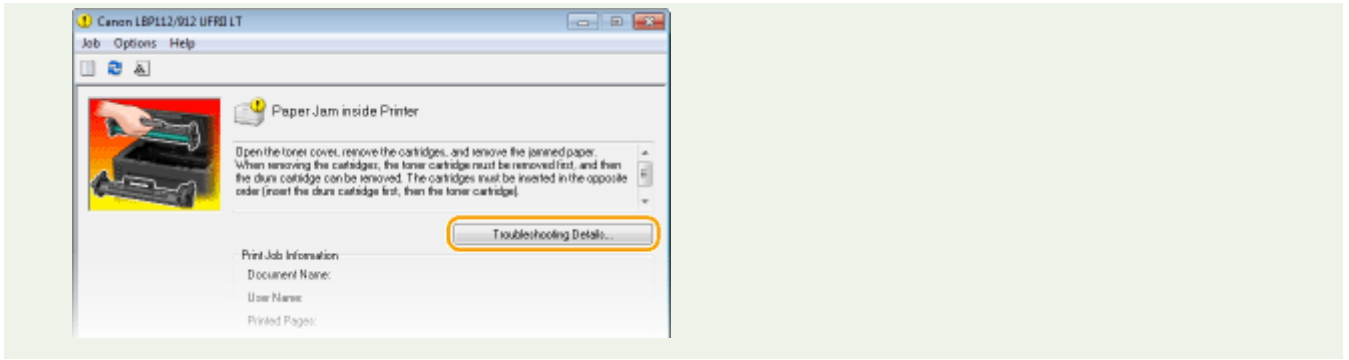 Canon LBP112/912 UFRII LT
Job Options Help
Paper Jam inside Printer
Open the toner cover, remove the cartridges, and remove the jammed paper.
When removing the cartridges, the toner cartridge must be removed first, and then
the drum cartridge can be removed. The cartridges must be inserted in the opposite
order (insert the drum cartridge first, then the toner cartridge).
Troubleshooting Details...
Print Job Information
Document Name:
User Name:
Printed Pages: